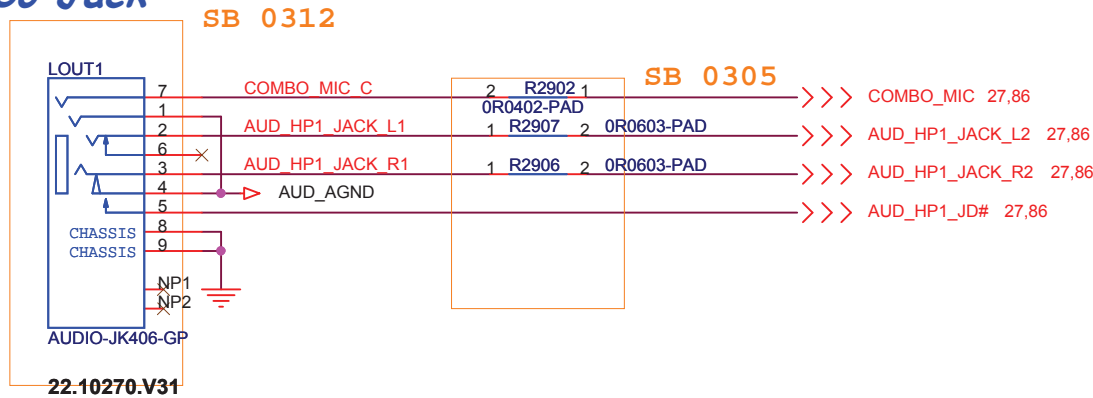 Jack
SB 0312
LOUT1
SB 0305
7 COMBO_MIC_C 2 R2902 1 COMBO_MIC 27,86
0R0402-PAD
1
2 AUD_HP1_JACK_L1 1 R2907 2 0R0603-PAD AUD_HP1_JACK_L2 27,86
6
3 AUD_HP1_JACK_R1 1 R2906 2 0R0603-PAD AUD_HP1_JACK_R2 27,86
4 AUD_AGND
5 AUD_HP1_JD# 27,86
CHASSIS 8
CHASSIS 9
NP1
NP2
AUDIO-JK406-GP
22.10270.V31